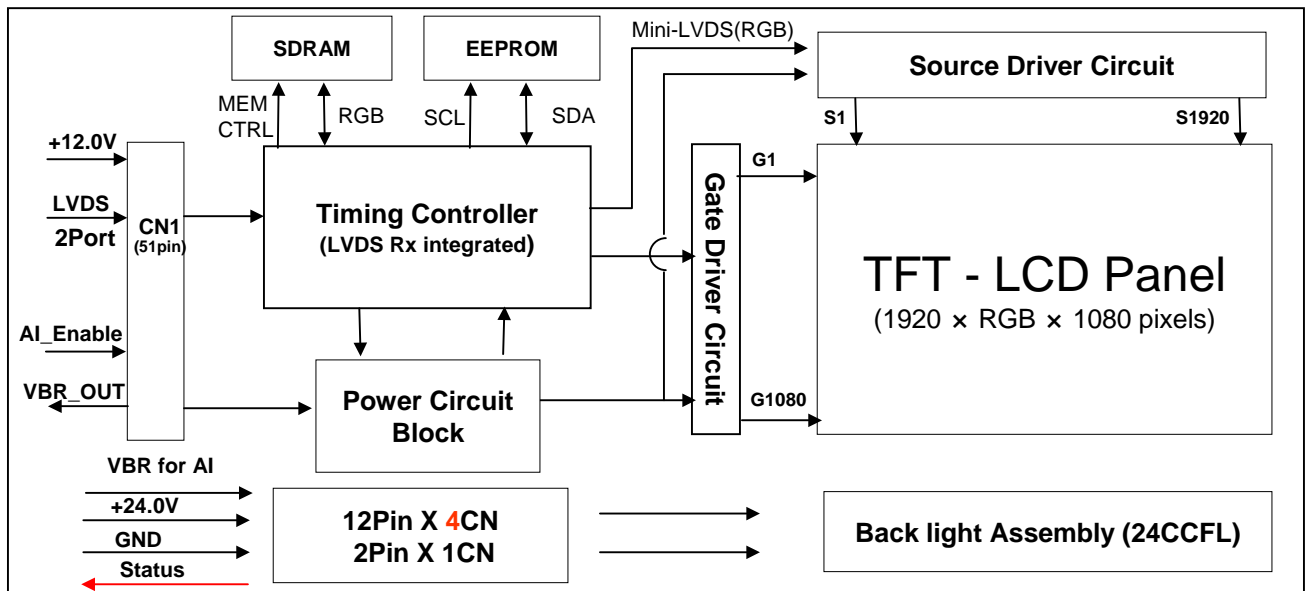 SDRAM
EEPROM
Mini-LVDS(RGB)
Source Driver Circuit
MEM
CTRL
RGB
SCL
SDA
S1
S1920
+12.0V
LVDS
2Port
CN1
(51pin)
Timing Controller
(LVDS Rx integrated)
G1
Gate Driver Circuit
TFT - LCD Panel
(1920 × RGB × 1080 pixels)
AI_Enable
VBR_OUT
Power Circuit
Block
G1080
VBR for AI
+24.0V
GND
Status
12Pin X 4CN
2Pin X 1CN
Back light Assembly (24CCFL)